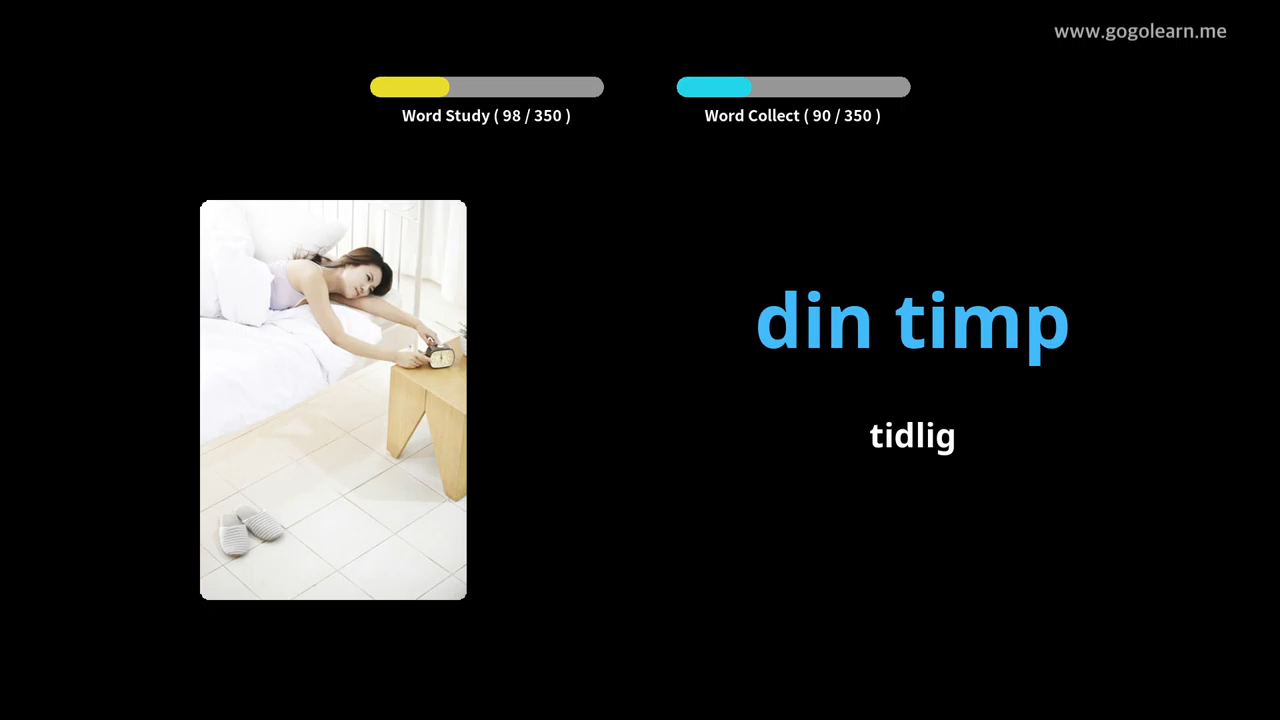 www.gogolearn.me
Word Study ( 98 / 350 )
Word Collect ( 90 / 350 )
din timp
tidlig